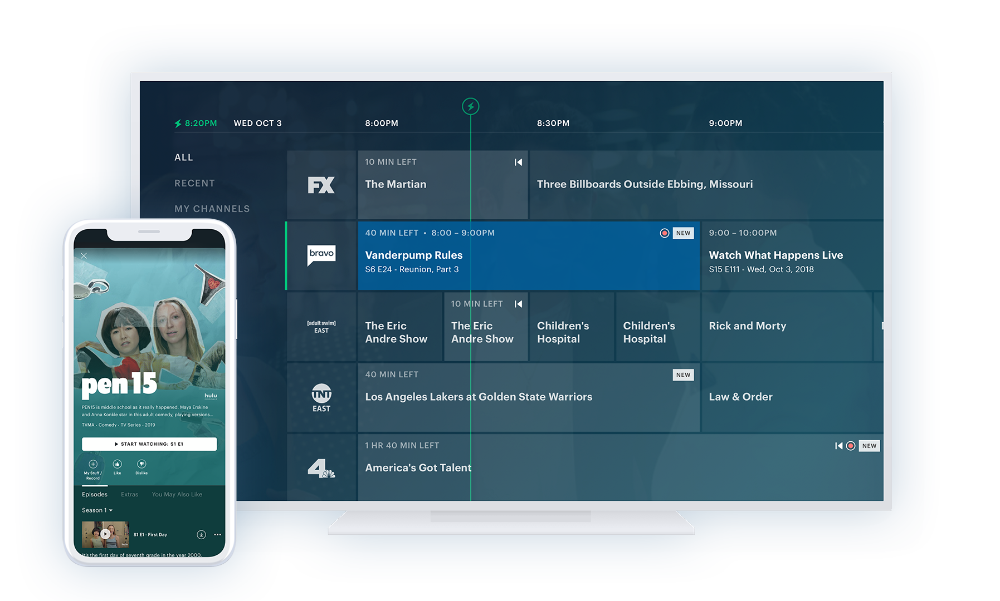 8:20PM WED OCT 3 8:00PM 8:30PM 9:00PM
ALL
RECENT
MY CHANNELS
FX
10 MIN LEFT
The Martian
Three Billboards Outside Ebbing, Missouri
bravo
40 MIN LEFT • 8:00 – 9:00PM
NEW
Vanderpump Rules
S6 E24 - Reunion, Part 3
9:00 – 10:00PM
Watch What Happens Live
S15 E111 - Wed, Oct 3, 2018
[adult swim]
EAST
The Eric
Andre Show
10 MIN LEFT
The Eric
Andre Show
Children's
Hospital
Children's
Hospital
Rick and Morty
TNT
EAST
40 MIN LEFT
NEW
Los Angeles Lakers at Golden State Warriors
Law & Order
4
1 HR 40 MIN LEFT
NEW
America's Got Talent
pen15
hulu
ORIGINALS
PEN15 is middle school as it really happened. Maya Erskine
and Anna Konkle star in this adult comedy, playing versions...
TVMA • Comedy • TV Series • 2019
START WATCHING: S1 E1
My Stuff /
Record
Like
Dislike
Episodes Extras You May Also Like
Season 1
hulu
S1 E1 - First Day
It's the first day of seventh grade in the year 2000,